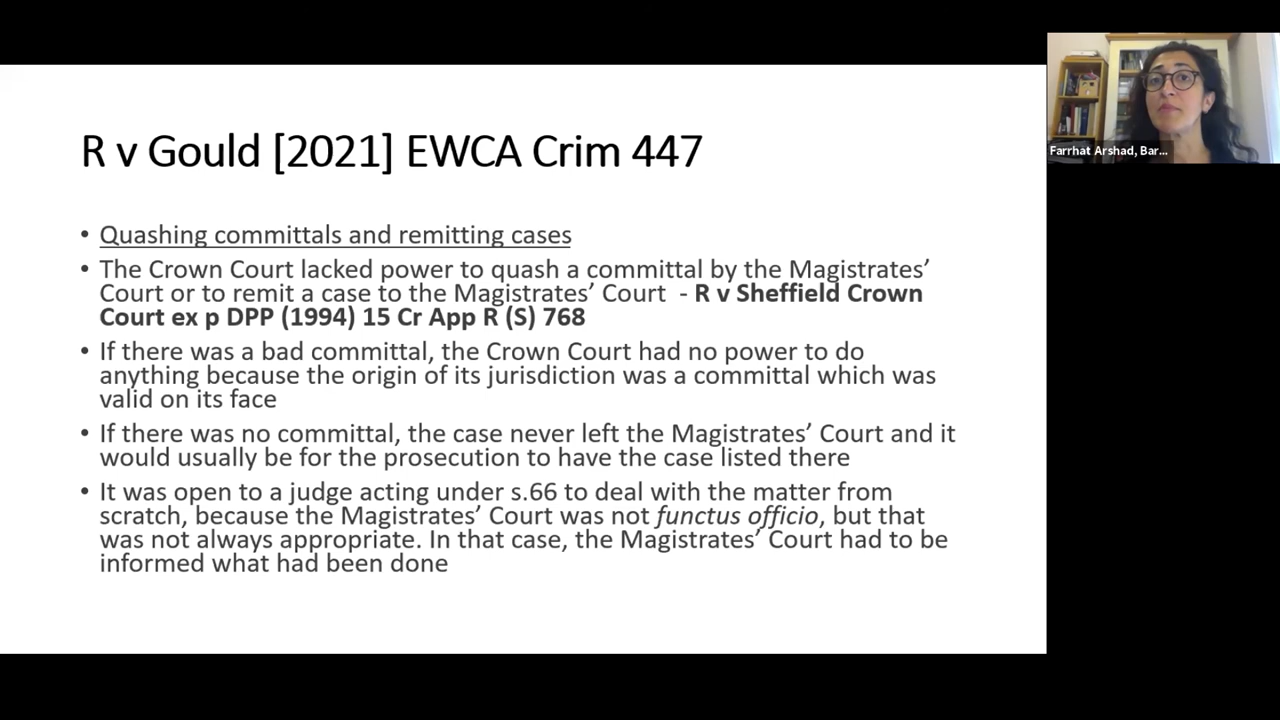 R v Gould [2021] EWCA Crim 447
• Quashing committals and remitting cases
• The Crown Court lacked power to quash a committal by the Magistrates’
Court or to remit a case to the Magistrates’ Court - R v Sheffield Crown
Court ex p DPP (1994) 15 Cr App R (S) 768
• If there was a bad committal, the Crown Court had no power to do
anything because the origin of its jurisdiction was a committal which was
valid on its face
• If there was no committal, the case never left the Magistrates’ Court and it
would usually be for the prosecution to have the case listed there
• It was open to a judge acting under s.66 to deal with the matter from
scratch, because the Magistrates’ Court was not functus officio, but that
was not always appropriate. In that case, the Magistrates’ Court had to be
informed what had been done
Farrhat Arshad, Bar...